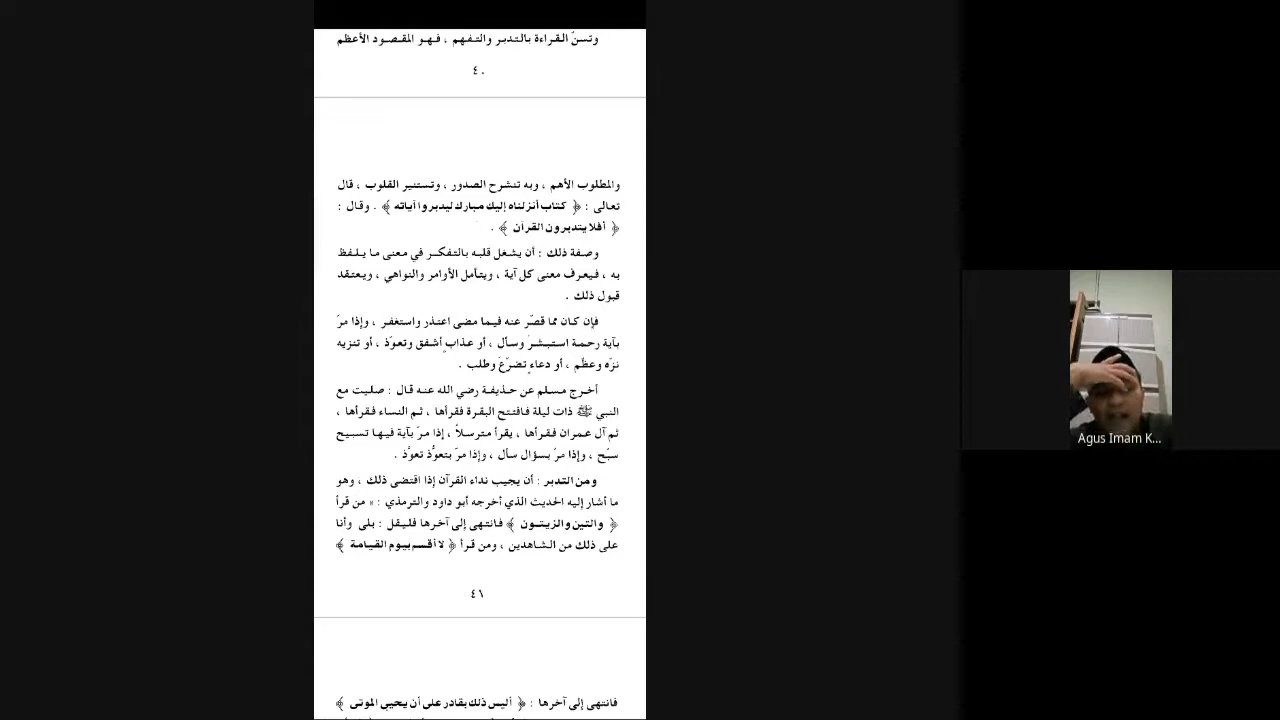 وتسنّ القراءة بالتدبر والتفهم ، فهو المقصود الأعظم
٤٠
والمطلوب الأهم ، وبه تنشرح الصدور ، وتستنير القلوب ، قال
تعالى : ﴿ كتاب أنزلناه إليك مبارك ليدبروا آياته ﴾ . وقال :
﴿ أفلا يتدبرون القرآن ﴾ .
وصفة ذلك : أن يشغل قلبه بالتفكر في معنى ما يلفظ
به ، فيعرف معنى كل آية ، ويتأمل الأوامر والنواهي ، ويعتقد
قبول ذلك .
فإن كان مما قصّر عنه فيما مضى اعتذر واستغفر ، وإذا مرّ
بآية رحمة استبشر وسأل ، أو عذابٍ أشفق وتعوّذ ، أو تنزيه
نزّه وعظّم ، أو دعاءٍ تضرّعَ وطلب .
أخرج مسلم عن حذيفة رضي الله عنه قال : صليت مع
النبي ﷺ ذات ليلة فافتتح البقرة فقرأها ، ثم النساء فقرأها ،
ثم آل عمران فقرأها ، يقرأ مترسلاً ، إذا مرّ بآية فيها تسبيح
سبّح ، وإذا مرّ بسؤال سأل ، وإذا مرّ بتعوُّذ تعوَّذ .
ومن التدبر : أن يجيب نداء القرآن إذا اقتضى ذلك ، وهو
ما أشار إليه الحديث الذي أخرجه أبو داود والترمذي : « من قرأ
﴿ والتين والزيتون ﴾ فانتهى إلى آخرها فليقل : بلى وأنا
على ذلك من الشاهدين ، ومن قرأ ﴿ لا أقسم بيوم القيامة ﴾
٤١
فانتهى إلى آخرها : ﴿ أليس ذلك بقادر على أن يحيي الموتى ﴾
Agus Imam K...